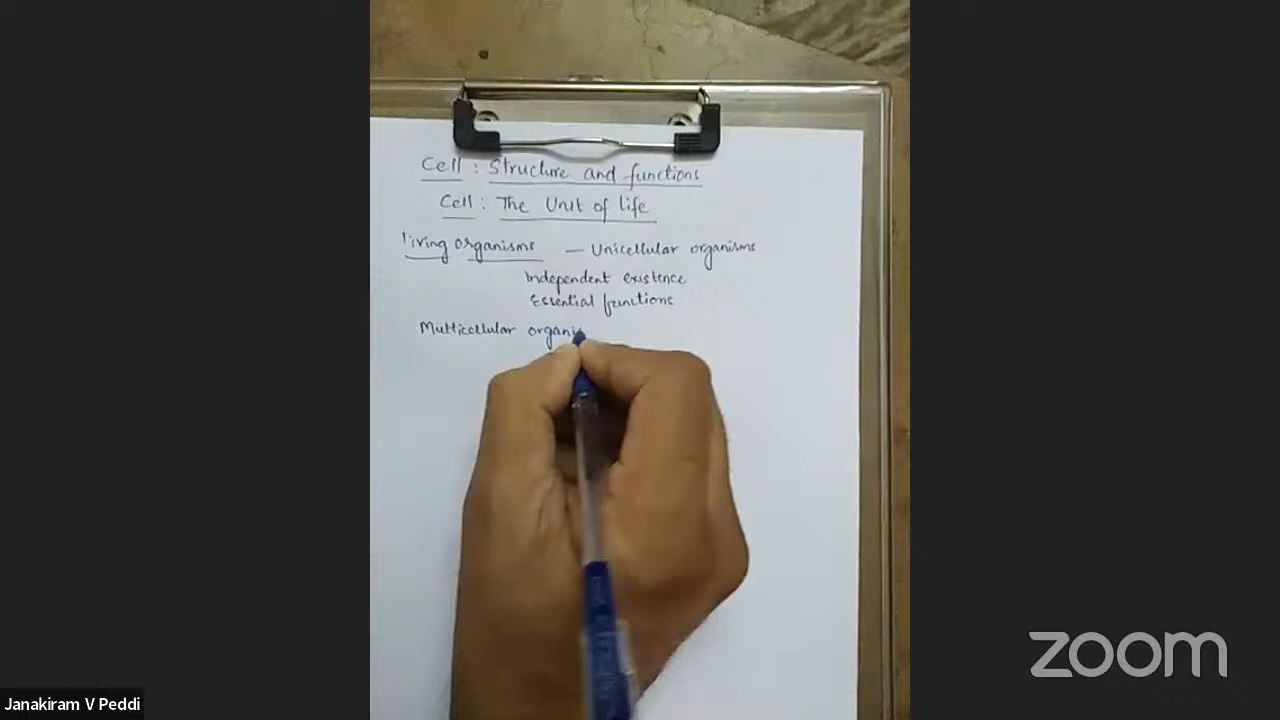 Cell : Structure and functions
Cell : The Unit of life
living organisms — Unicellular organisms
Independent existence
Essential functions
Multicellular organis
zoom
Janakiram V Peddi